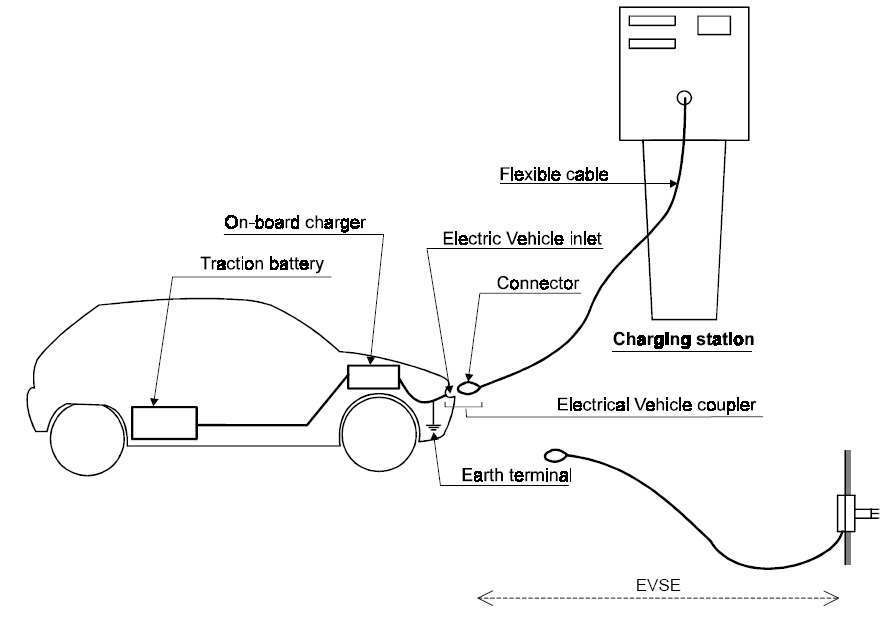 Flexible cable
On-board charger
Electric Vehicle inlet
Traction battery
Connector
Charging station
Electrical Vehicle coupler
Earth terminal
EVSE